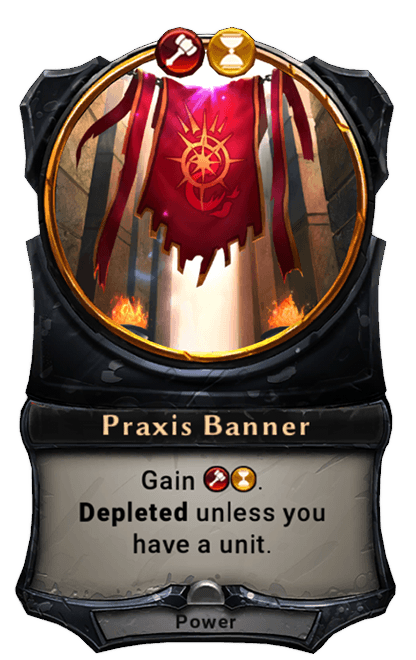 Praxis Banner
Gain .
Depleted unless you
have a unit.
Power